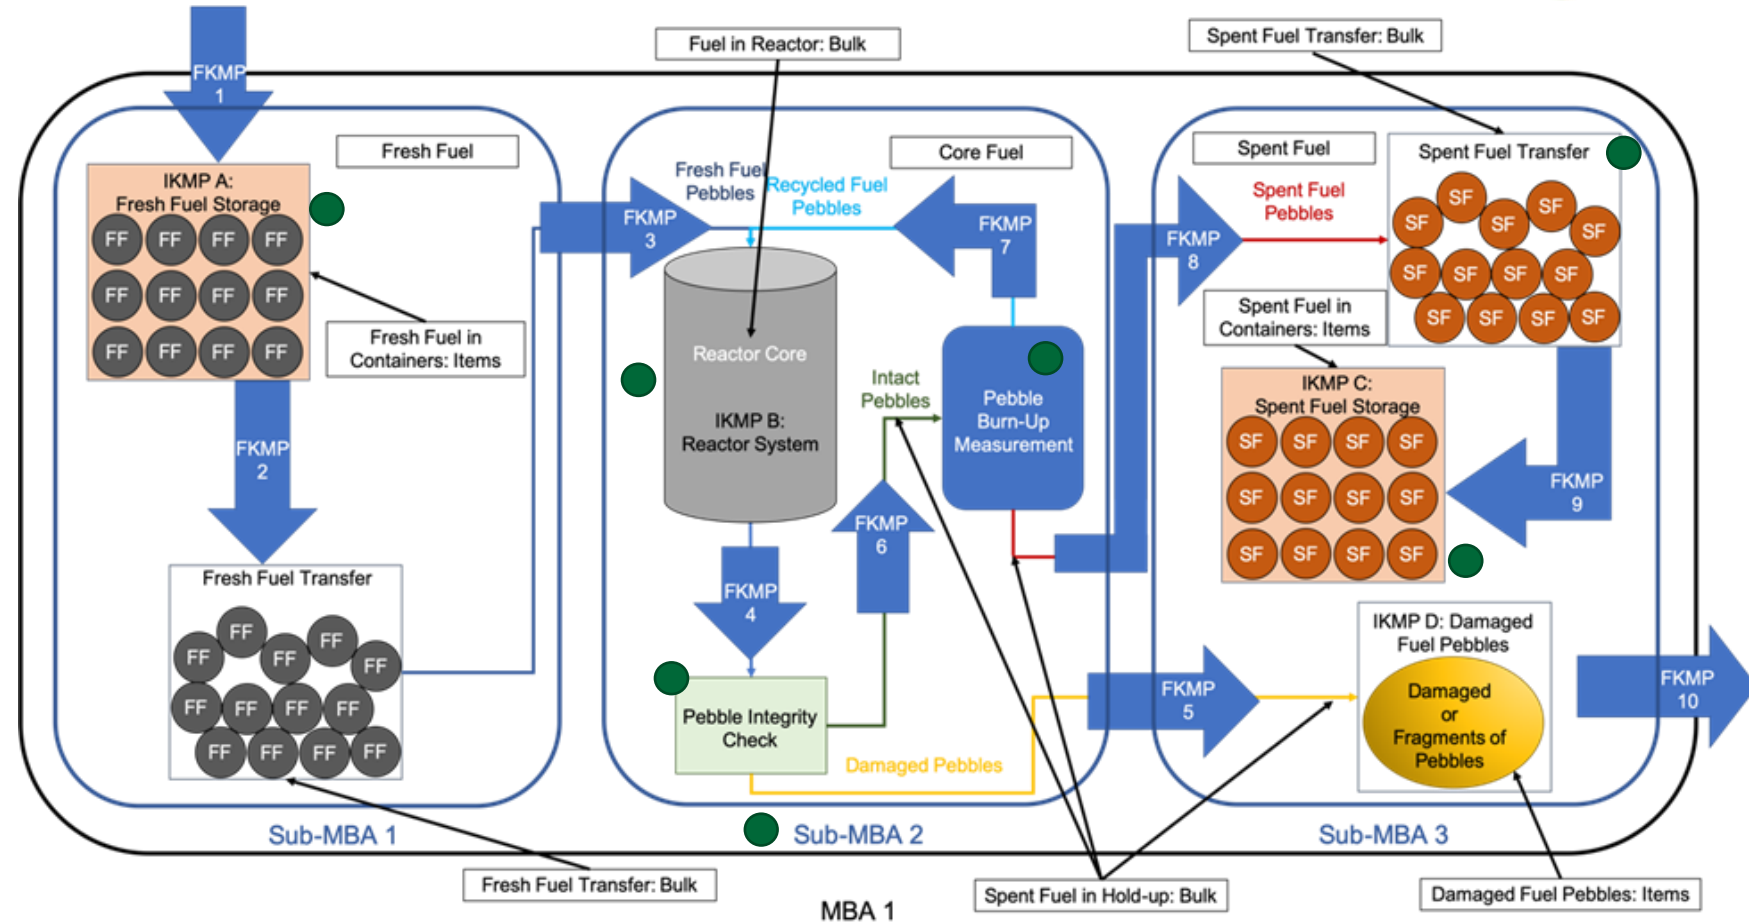 Fuel in Reactor: Bulk
Spent Fuel Transfer: Bulk
FKMP
1
Fresh Fuel
IKMP A:
Fresh Fuel Storage
FF FF FF FF
FF FF FF FF
FF FF FF FF
Fresh Fuel in
Containers: Items
FKMP
2
Fresh Fuel Transfer
FF FF
FF FF FF
FF FF FF FF
FF FF FF FF
Sub-MBA 1
Fresh Fuel Transfer: Bulk
Core Fuel
Fresh Fuel
Pebbles
Recycled Fuel
Pebbles
FKMP
3
FKMP
7
Reactor Core
IKMP B:
Reactor System
Intact
Pebbles
Pebble
Burn-Up
Measurement
FKMP
6
FKMP
4
Pebble Integrity
Check
Damaged Pebbles
Sub-MBA 2
Spent Fuel in Hold-up: Bulk
Spent Fuel
Spent Fuel
Pebbles
FKMP
8
Spent Fuel Transfer
SF SF
SF SF SF
SF SF SF SF
SF SF SF SF
Spent Fuel in
Containers: Items
IKMP C:
Spent Fuel Storage
SF SF SF SF
SF SF SF SF
SF SF SF SF
FKMP
9
FKMP
5
IKMP D: Damaged
Fuel Pebbles
Damaged
or
Fragments of
Pebbles
FKMP
10
Sub-MBA 3
Damaged Fuel Pebbles: Items
MBA 1